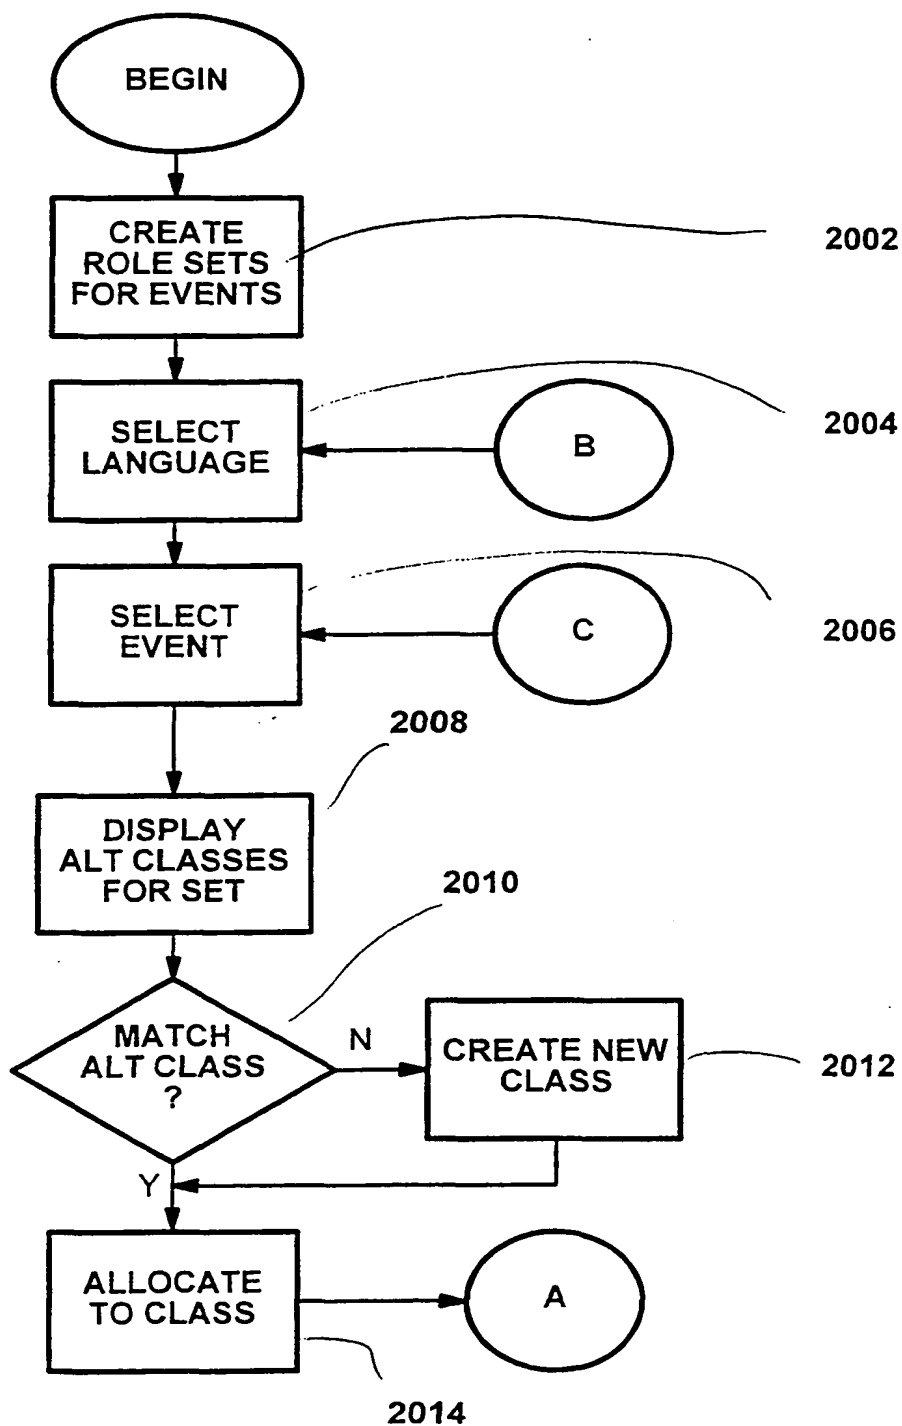 BEGIN
CREATE
ROLE SETS
FOR EVENTS
2002
SELECT
LANGUAGE
B
2004
SELECT
EVENT
C
2006
2008
DISPLAY
ALT CLASSES
FOR SET
2010
MATCH
ALT CLASS
?
N
CREATE NEW
CLASS
2012
Y
ALLOCATE
TO CLASS
A
2014